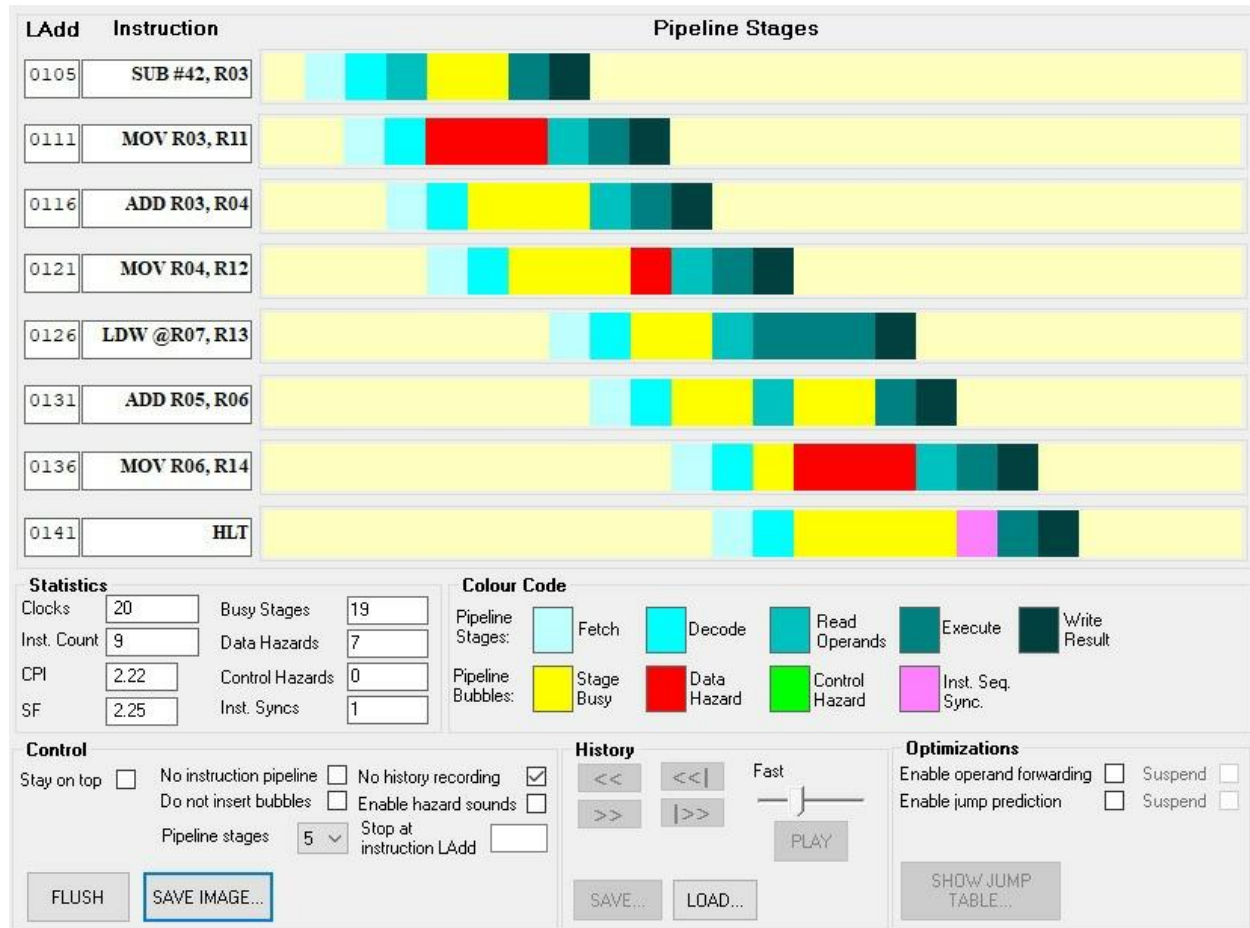 LAdd Instruction Pipeline Stages
0105 SUB #42, R03
0111 MOV R03, R11
0116 ADD R03, R04
0121 MOV R04, R12
0126 LDW @R07, R13
0131 ADD R05, R06
0136 MOV R06, R14
0141 HLT
Statistics
Clocks 20 Busy Stages 19
Inst. Count 9 Data Hazards 7
CPI 2.22 Control Hazards 0
SF 2.25 Inst. Syncs 1
Colour Code
Pipeline Stages: Fetch Decode Read Operands Execute Write Result
Pipeline Bubbles: Stage Busy Data Hazard Control Hazard Inst. Seq. Sync.
Control
Stay on top No instruction pipeline No history recording
Do not insert bubbles Enable hazard sounds
Pipeline stages 5 Stop at instruction LAdd
FLUSH SAVE IMAGE...
History
<< <<| Fast
>> |>>
PLAY
SAVE... LOAD...
Optimizations
Enable operand forwarding Suspend
Enable jump prediction Suspend
SHOW JUMP TABLE...